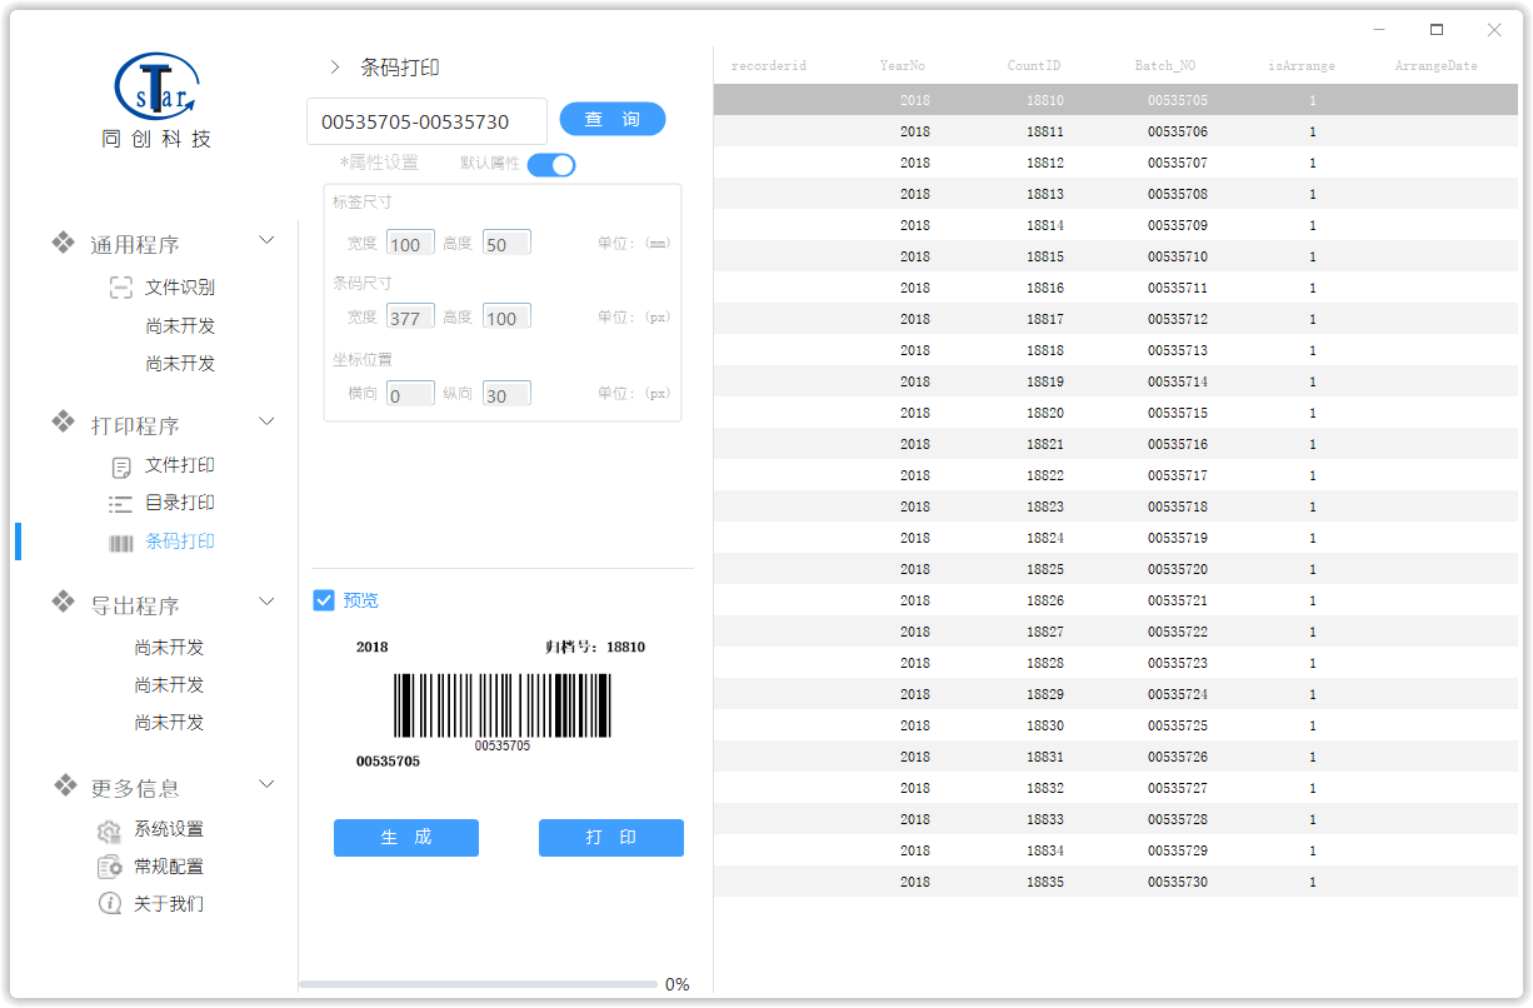 sTar
同创科技
通用程序
文件识别
尚未开发
尚未开发
打印程序
文件打印
目录打印
条码打印
导出程序
尚未开发
尚未开发
尚未开发
更多信息
系统设置
常规配置
关于我们
条码打印
00535705-00535730 查 询
*属性设置 默认属性
标签尺寸
宽度 100 高度 50 单位: (mm)
条码尺寸
宽度 377 高度 100 单位: (px)
坐标位置
横向 0 纵向 30 单位: (px)
预览
2018 归档号: 18810
00535705
00535705
生 成 打 印
0%
recorderid YearNo CountID Batch_NO isArrange ArrangeDate
2018 18810 00535705 1
2018 18811 00535706 1
2018 18812 00535707 1
2018 18813 00535708 1
2018 18814 00535709 1
2018 18815 00535710 1
2018 18816 00535711 1
2018 18817 00535712 1
2018 18818 00535713 1
2018 18819 00535714 1
2018 18820 00535715 1
2018 18821 00535716 1
2018 18822 00535717 1
2018 18823 00535718 1
2018 18824 00535719 1
2018 18825 00535720 1
2018 18826 00535721 1
2018 18827 00535722 1
2018 18828 00535723 1
2018 18829 00535724 1
2018 18830 00535725 1
2018 18831 00535726 1
2018 18832 00535727 1
2018 18833 00535728 1
2018 18834 00535729 1
2018 18835 00535730 1